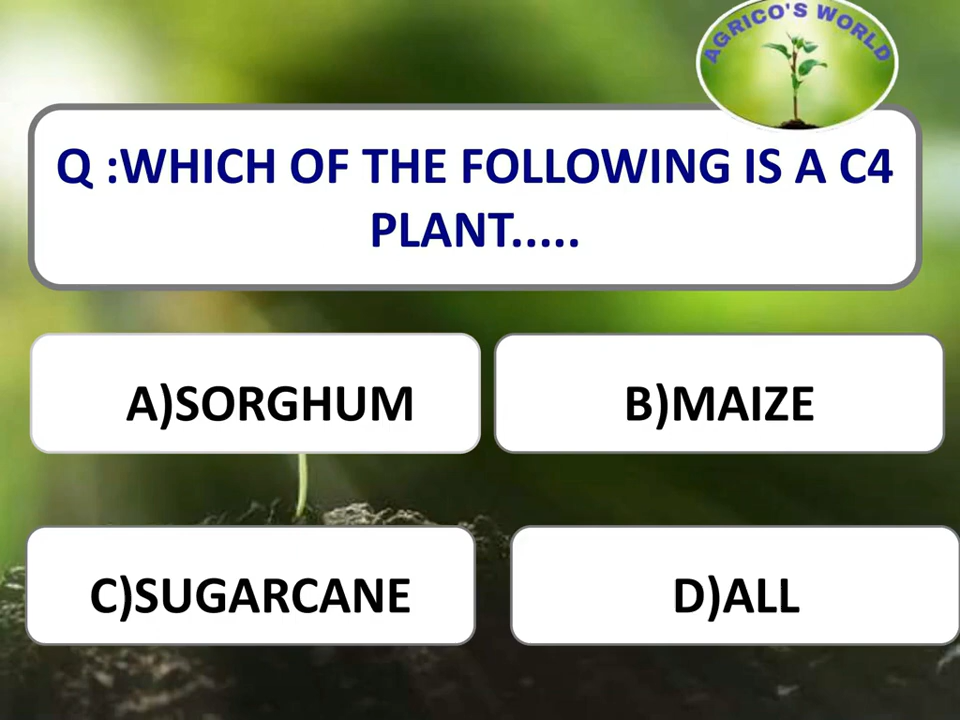 AGRICO'S WORLD
Q :WHICH OF THE FOLLOWING IS A C4
PLANT.....
A)SORGHUM
B)MAIZE
C)SUGARCANE
D)ALL